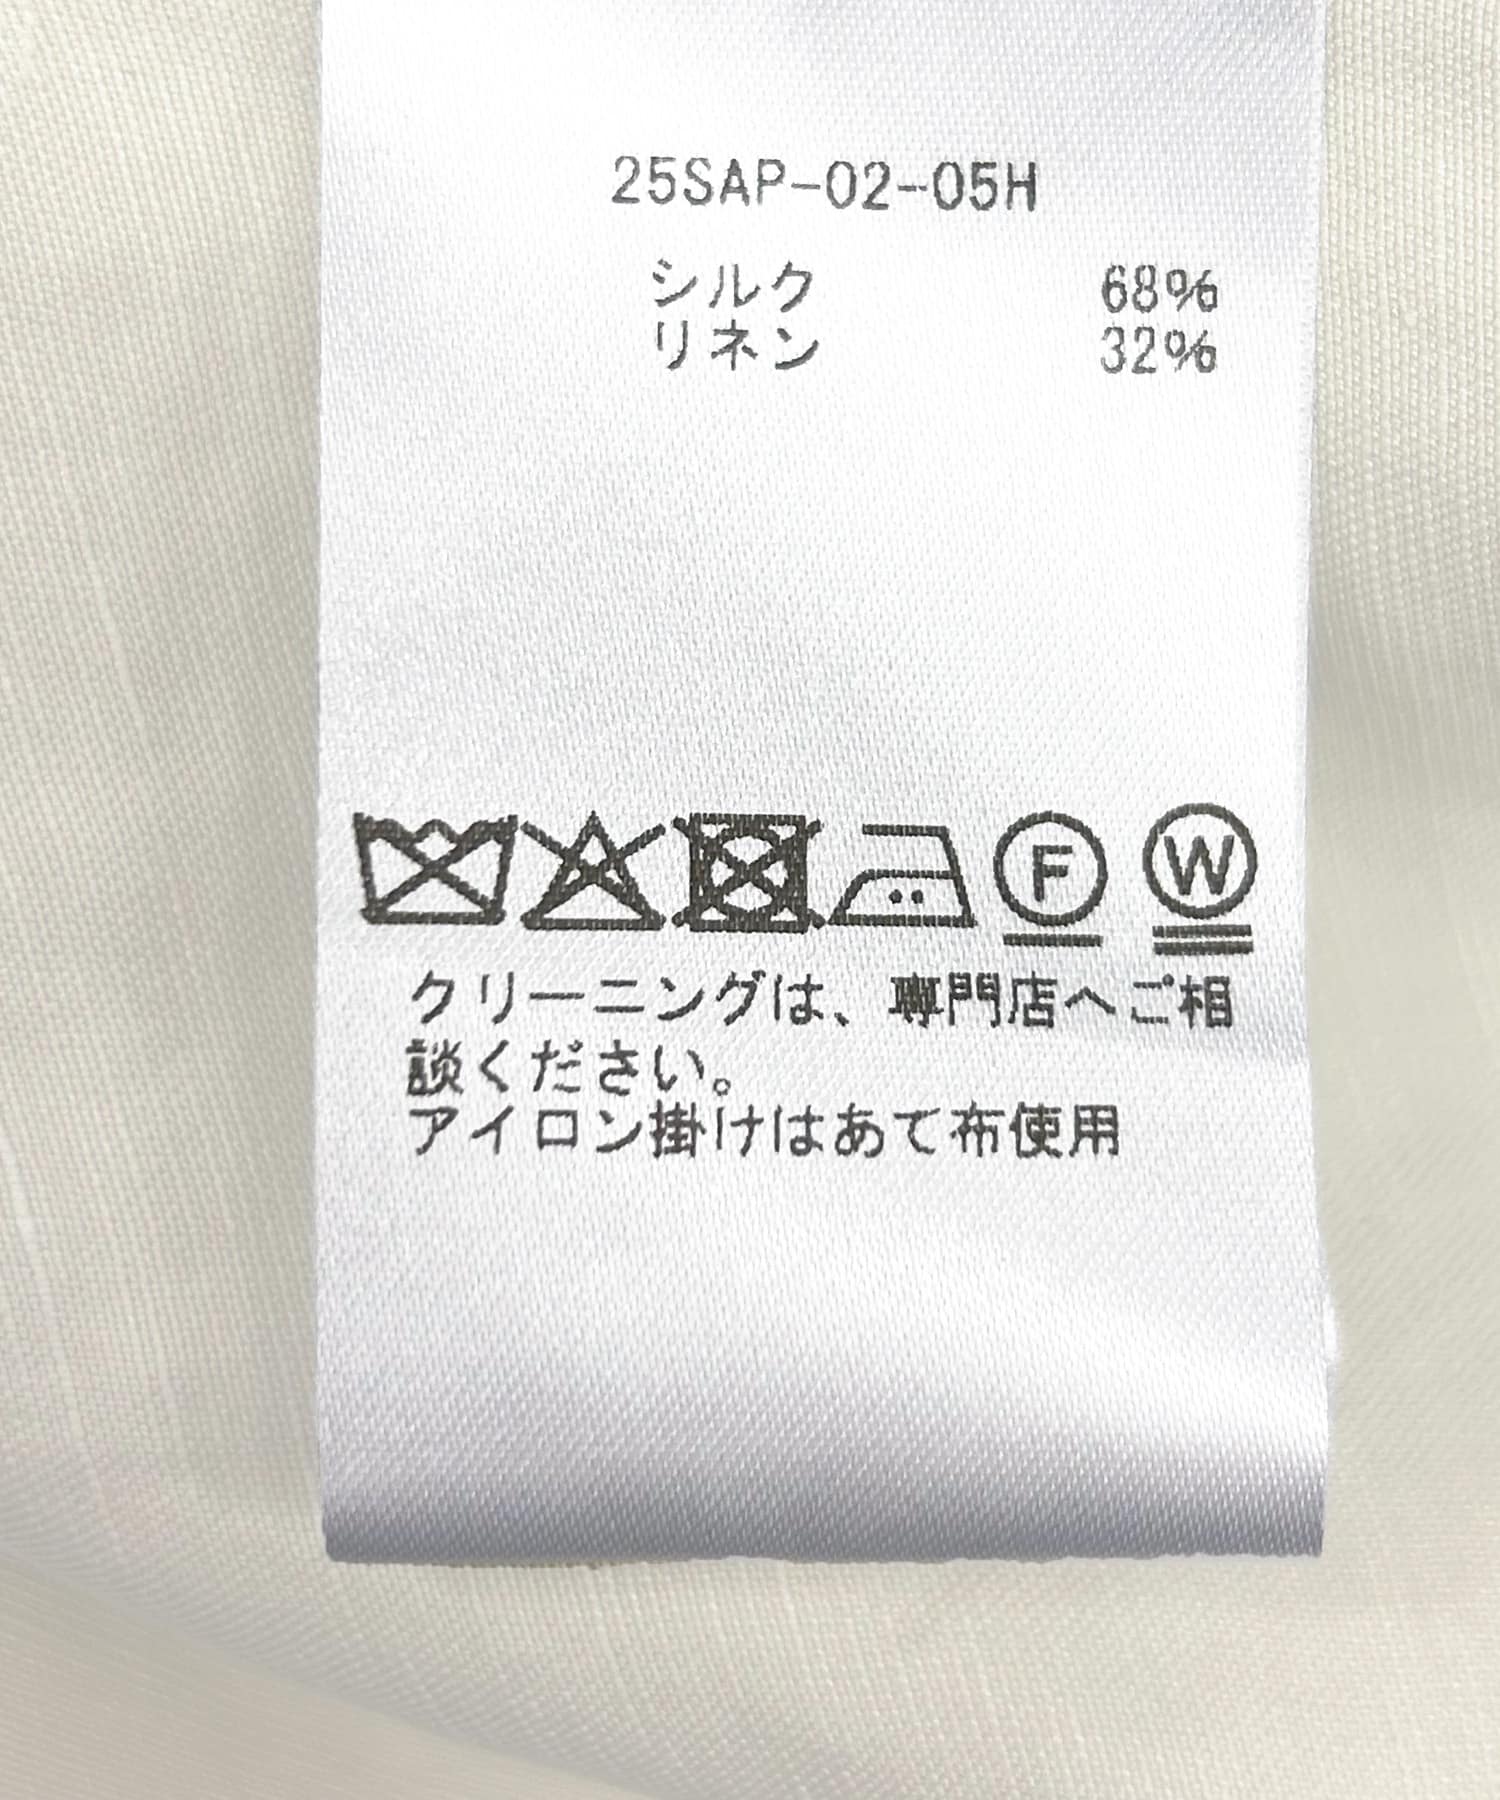 25SAP-02-05H
シルク 68%
リネン 32%
F W
クリーニングは、専門店へご相
談ください。
アイロン掛けはあて布使用